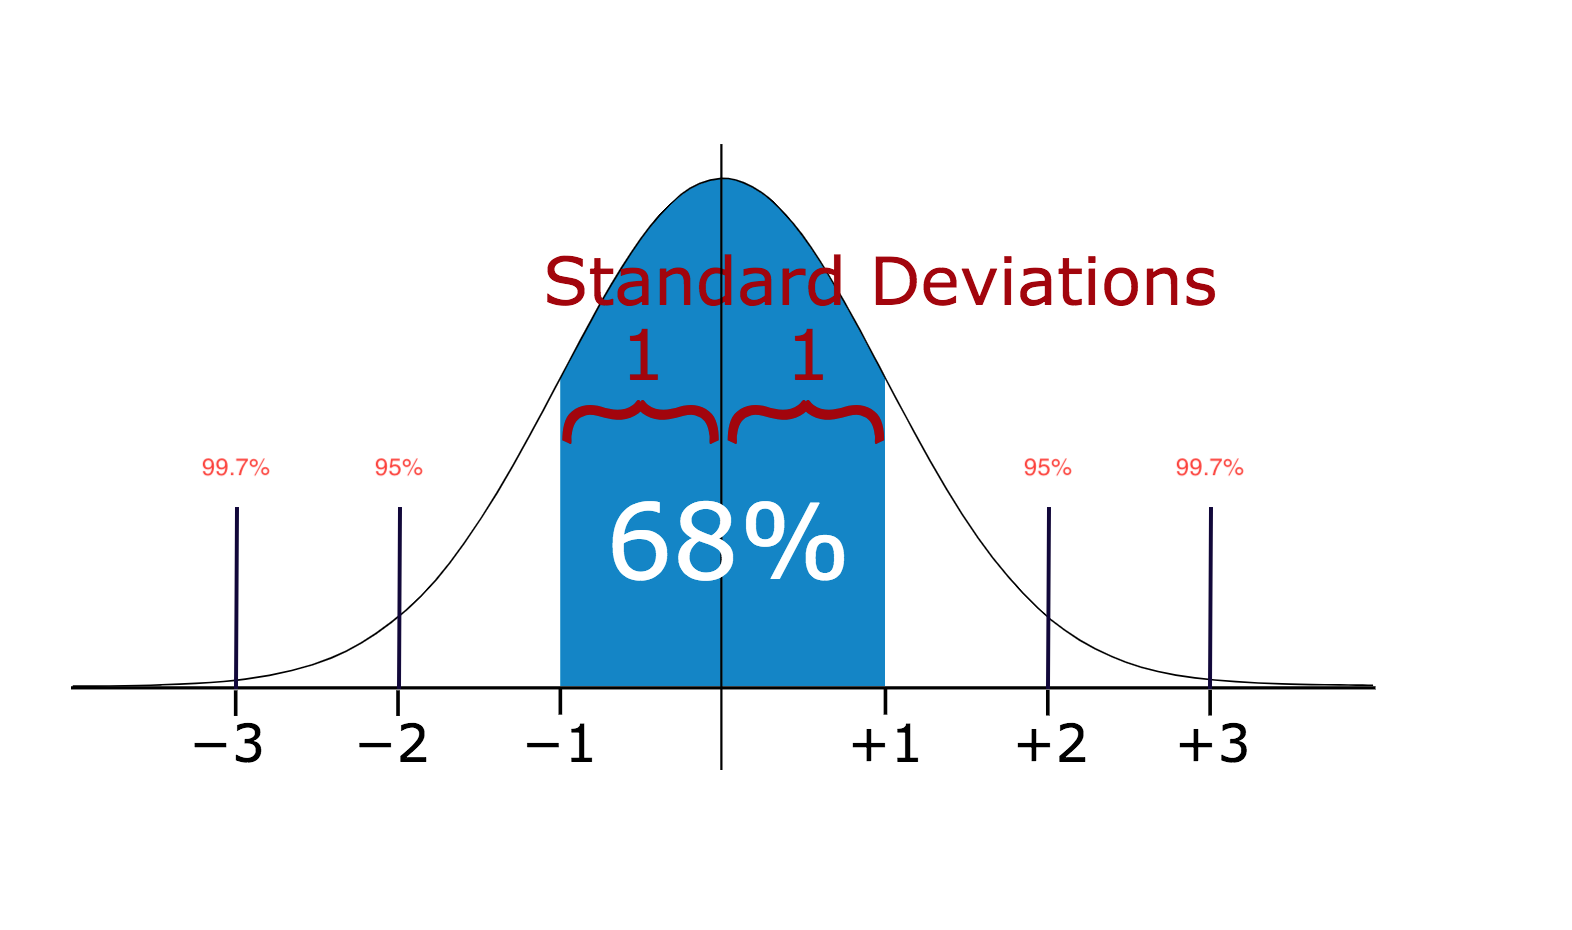 Standard Deviations
1 1
99.7% 95% 95% 99.7%
68%
−3 −2 −1 +1 +2 +3